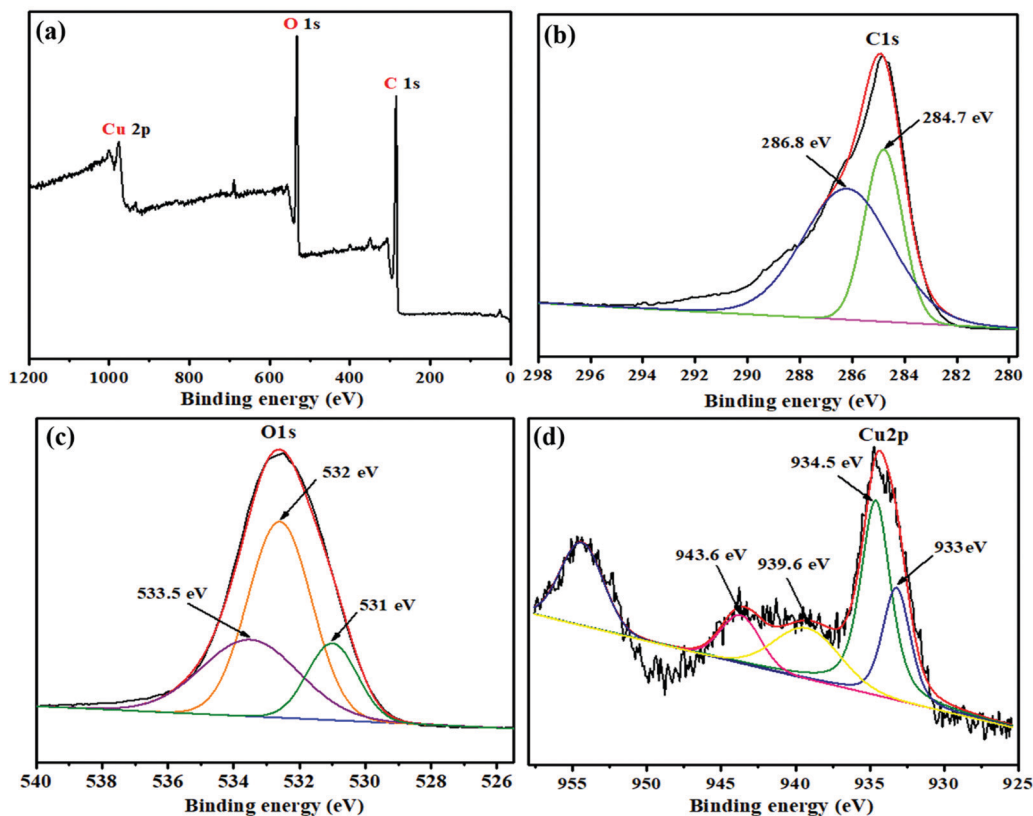 (a)
O 1s
C 1s
Cu 2p
1200 1000 800 600 400 200 0
Binding energy (eV)
(b)
C1s
286.8 eV
284.7 eV
298 296 294 292 290 288 286 284 282 280
Binding energy (eV)
(c)
O1s
532 eV
533.5 eV
531 eV
540 538 536 534 532 530 528 526
Binding energy (eV)
(d)
Cu2p
934.5 eV
943.6 eV
939.6 eV
933eV
955 950 945 940 935 930 925
Binding energy (eV)